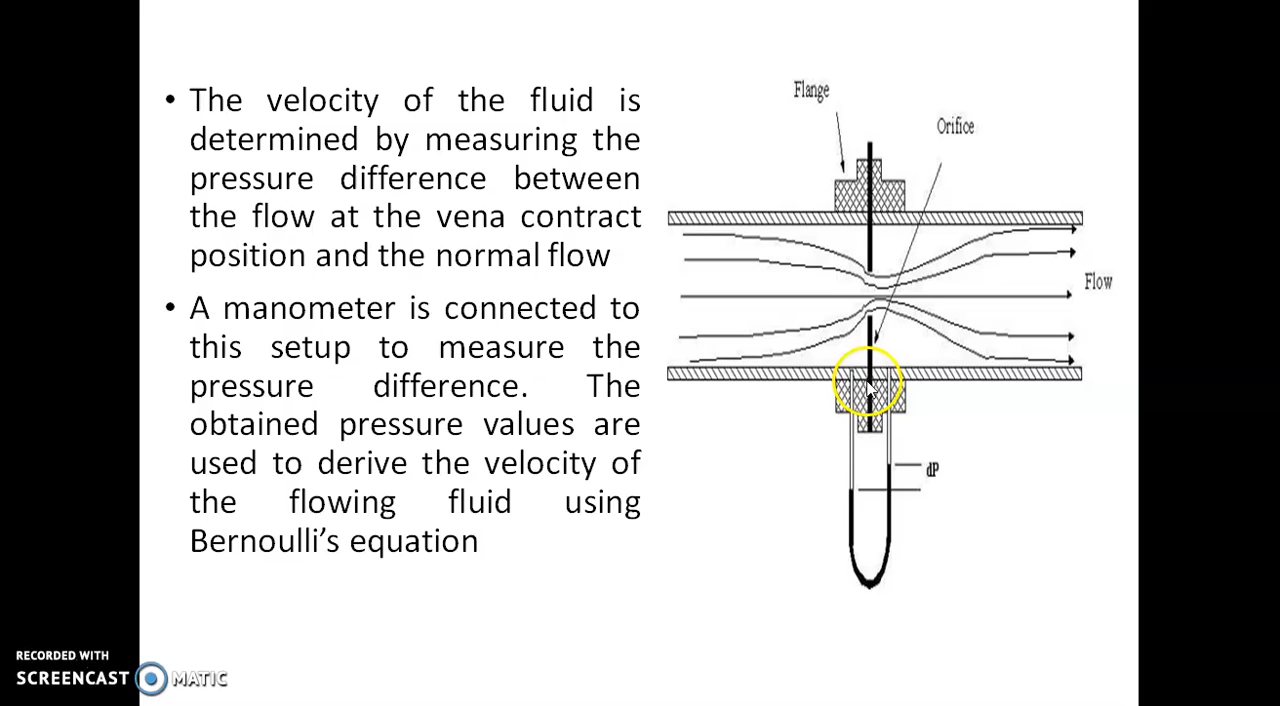 • The velocity of the fluid is
determined by measuring the
pressure difference between
the flow at the vena contract
position and the normal flow
• A manometer is connected to
this setup to measure the
pressure difference. The
obtained pressure values are
used to derive the velocity of
the flowing fluid using
Bernoulli’s equation
Flange
Orifice
Flow
dP
RECORDED WITH
SCREENCAST MATIC